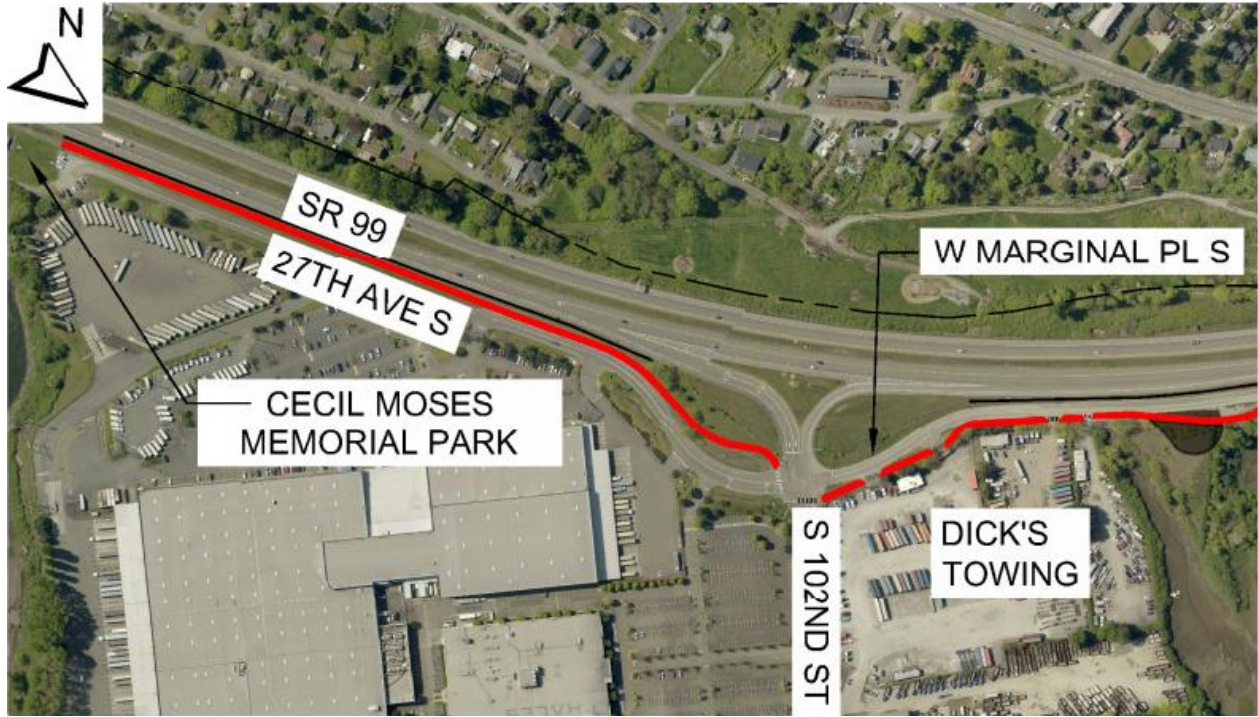 N
SR 99
27TH AVE S
W MARGINAL PL S
CECIL MOSES
MEMORIAL PARK
S 102ND ST
DICK'S
TOWING